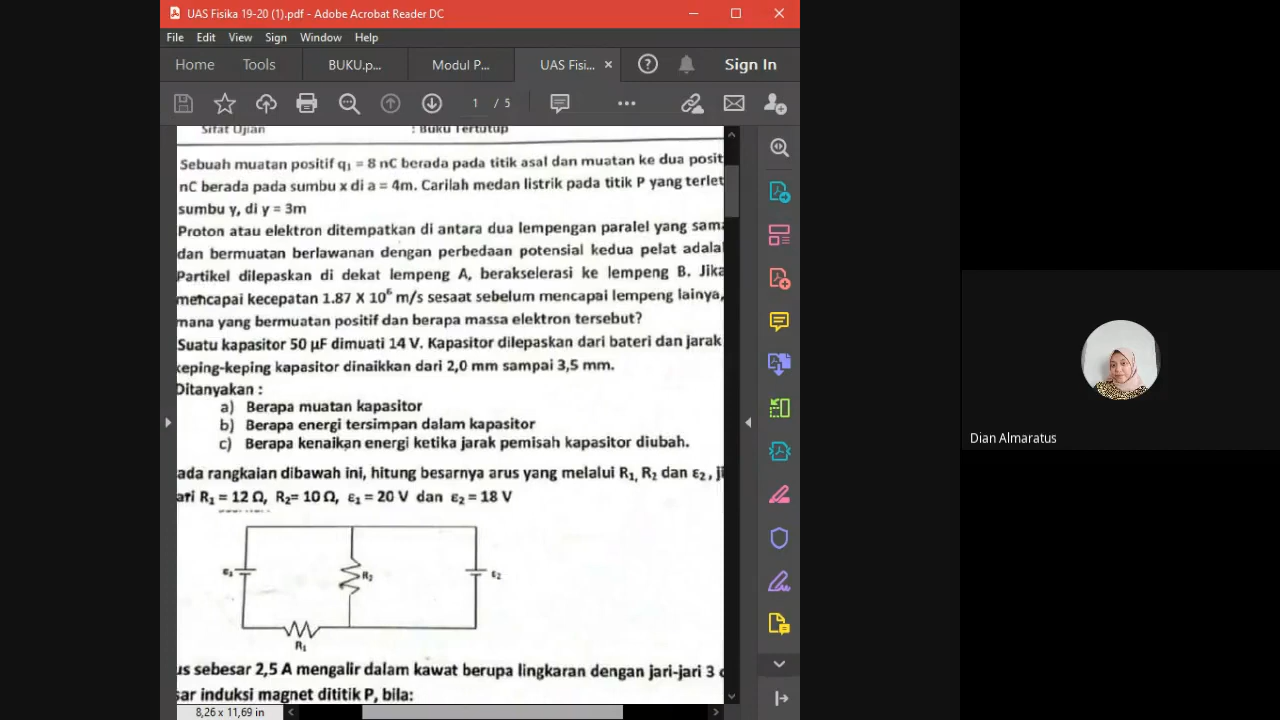 UAS Fisika 19-20 (1).pdf - Adobe Acrobat Reader DC
File Edit View Sign Window Help
Home Tools BUKU.p... Modul P... UAS Fisi... × Sign In
1 / 5
Sifat Ujian : Buku Tertutup
Sebuah muatan positif q₁ = 8 nC berada pada titik asal dan muatan ke dua posit
nC berada pada sumbu x di a = 4m. Carilah medan listrik pada titik P yang terlet
sumbu y, di y = 3m
Proton atau elektron ditempatkan di antara dua lempengan paralel yang sama
dan bermuatan berlawanan dengan perbedaan potensial kedua pelat adalal
Partikel dilepaskan di dekat lempeng A, berakselerasi ke lempeng B. Jika
mencapai kecepatan 1.87 X 10⁶ m/s sesaat sebelum mencapai lempeng lainya,
mana yang bermuatan positif dan berapa massa elektron tersebut?
Suatu kapasitor 50 µF dimuati 14 V. Kapasitor dilepaskan dari bateri dan jarak
keping-keping kapasitor dinaikkan dari 2,0 mm sampai 3,5 mm.
Ditanyakan :
a) Berapa muatan kapasitor
b) Berapa energi tersimpan dalam kapasitor
c) Berapa kenaikan energi ketika jarak pemisah kapasitor diubah.
ada rangkaian dibawah ini, hitung besarnya arus yang melalui R₁, R₂ dan ε₂, ji
ari R₁ = 12 Ω, R₂= 10 Ω, ε₁ = 20 V dan ε₂ = 18 V
ε₁ R₂ ε₂
R₁
us sebesar 2,5 A mengalir dalam kawat berupa lingkaran dengan jari-jari 3 c
sar induksi magnet dititik P, bila:
8,26 x 11,69 in
Dian Almaratus